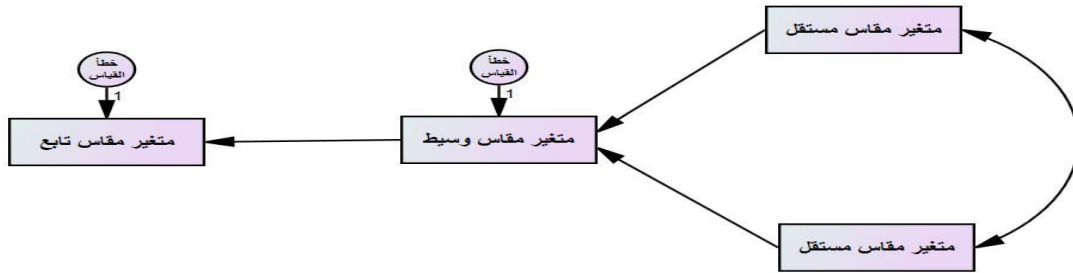 متغير مقاس مستقل
خطأ
القياس
1
خطأ
القياس
1
متغير مقاس وسيط
متغير مقاس تابع
متغير مقاس مستقل